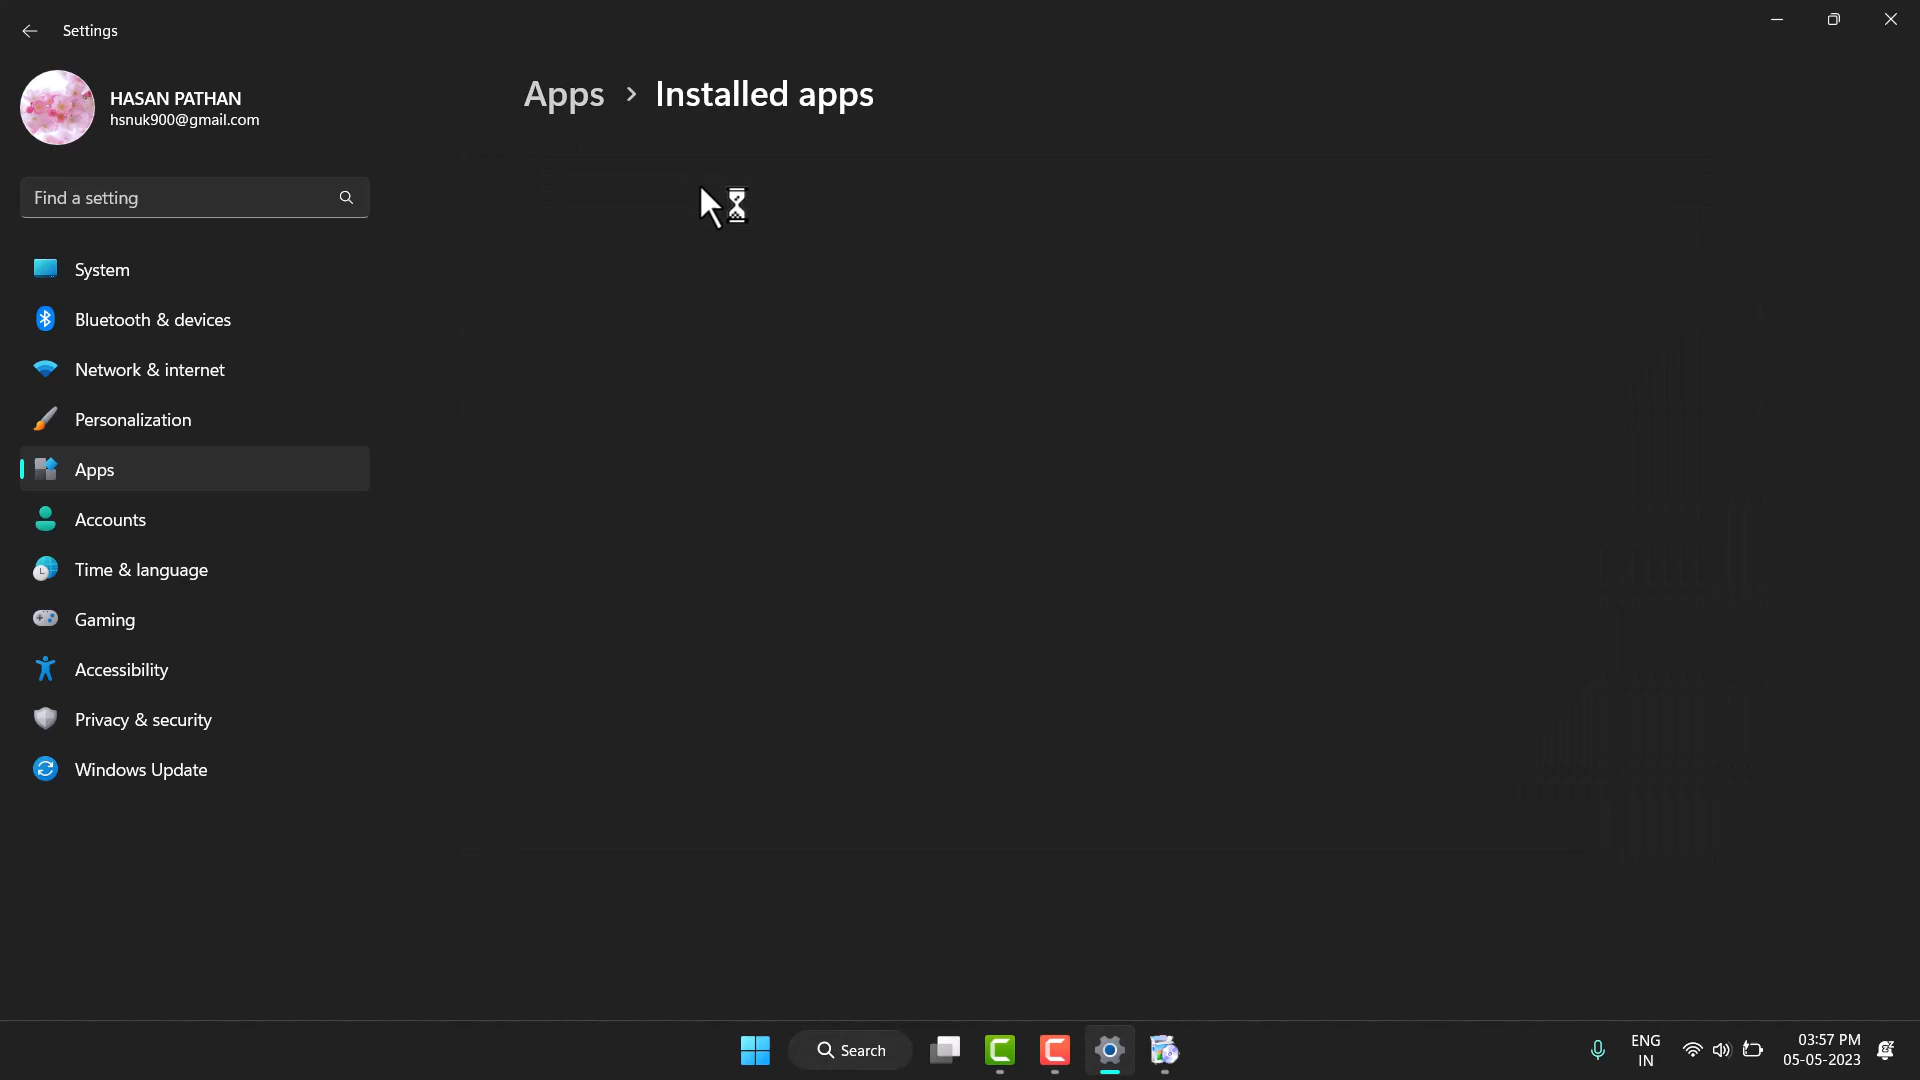 Settings
HASAN PATHAN
hsnuk900@gmail.com
Find a setting
System
Bluetooth & devices
Network & internet
Personalization
Apps
Accounts
Time & language
Gaming
Accessibility
Privacy & security
Windows Update
Apps > Installed apps
Search
ENG
IN
03:57 PM
05-05-2023